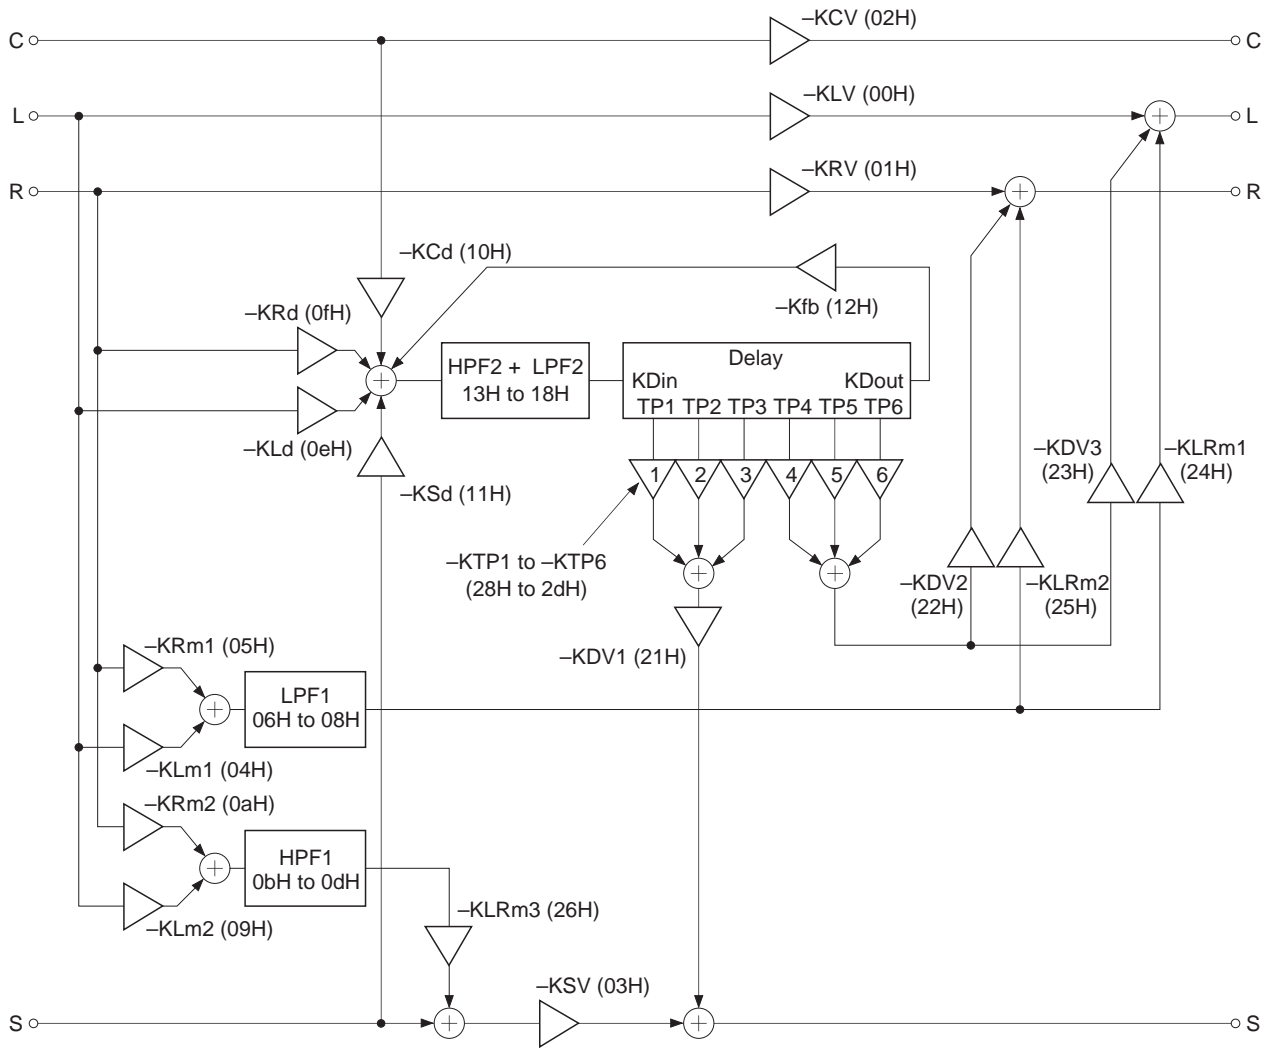 –KCV (02H)
C
C
–KLV (00H)
L
L
–KRV (01H)
R
R
–KCd (10H)
–KRd (0fH)
–Kfb (12H)
HPF2 + LPF2
13H to 18H
Delay
KDin
KDout
TP1 TP2 TP3 TP4 TP5 TP6
–KLd (0eH)
–KSd (11H)
1 2 3 4 5 6
–KDV3
(23H)
–KLRm1
(24H)
–KTP1 to –KTP6
(28H to 2dH)
–KDV2
(22H)
–KLRm2
(25H)
–KDV1 (21H)
–KRm1 (05H)
LPF1
06H to 08H
–KLm1 (04H)
–KRm2 (0aH)
HPF1
0bH to 0dH
–KLm2 (09H)
–KLRm3 (26H)
–KSV (03H)
S
S